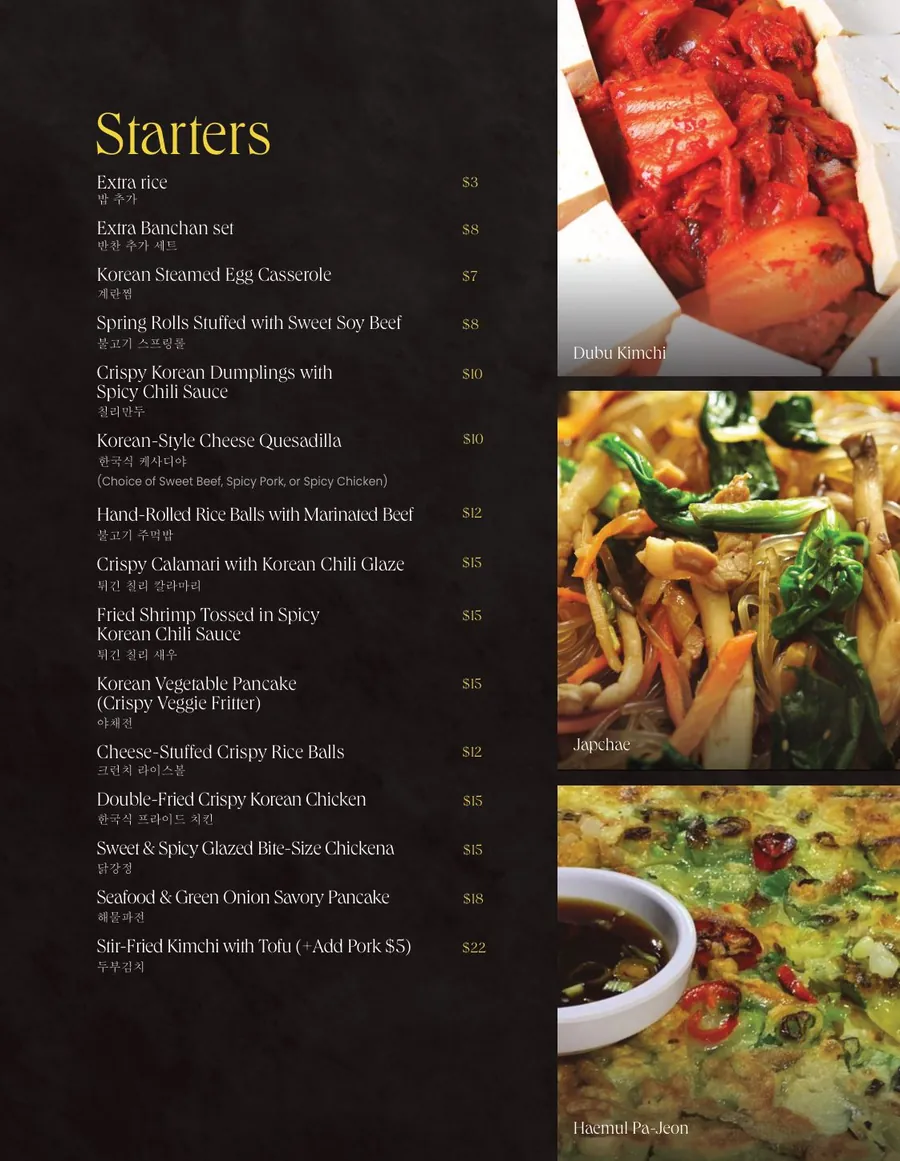 Starters
Extra rice $3
밥 추가
Extra Banchan set $8
반찬 추가 세트
Korean Steamed Egg Casserole $7
계란찜
Spring Rolls Stuffed with Sweet Soy Beef $8
불고기 스프링롤
Crispy Korean Dumplings with $10
Spicy Chili Sauce
칠리만두
Korean-Style Cheese Quesadilla $10
한국식 케사디야
(Choice of Sweet Beef, Spicy Pork, or Spicy Chicken)
Hand-Rolled Rice Balls with Marinated Beef $12
불고기 주먹밥
Crispy Calamari with Korean Chili Glaze $15
튀긴 칠리 칼라마리
Fried Shrimp Tossed in Spicy $15
Korean Chili Sauce
튀긴 칠리 새우
Korean Vegetable Pancake $15
(Crispy Veggie Fritter)
야채전
Cheese-Stuffed Crispy Rice Balls $12
크런치 라이스볼
Double-Fried Crispy Korean Chicken $15
한국식 프라이드 치킨
Sweet & Spicy Glazed Bite-Size Chickena $15
닭강정
Seafood & Green Onion Savory Pancake $18
해물파전
Stir-Fried Kimchi with Tofu (+Add Pork $5) $22
두부김치
Dubu Kimchi
Japchae
Haemul Pa-Jeon